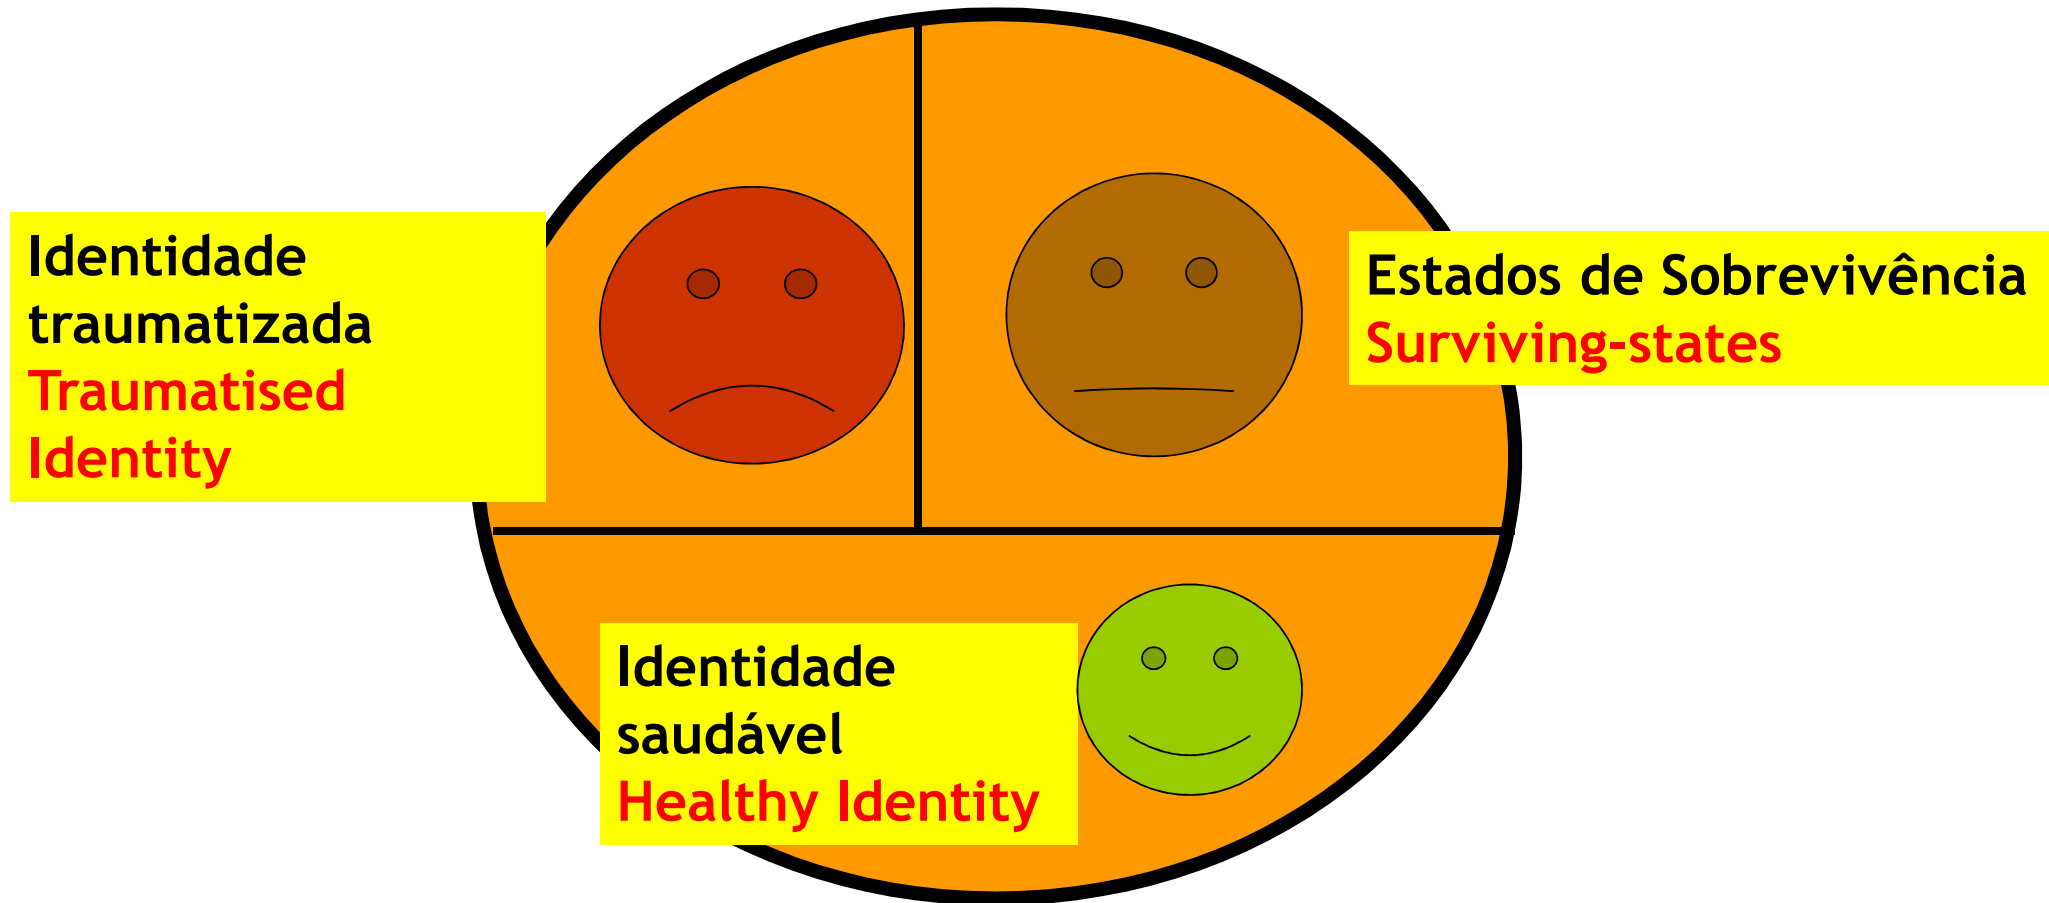 Identidade
traumatizada
Traumatised
Identity
Estados de Sobrevivência
Surviving-states
Identidade
saudável
Healthy Identity